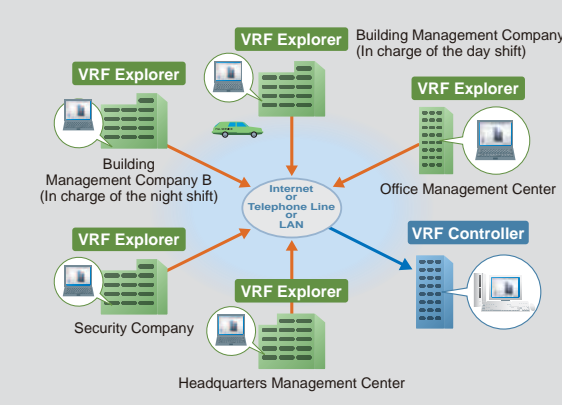 VRF Explorer
Building Management Company
(In charge of the day shift)
VRF Explorer
VRF Explorer
Building
Management Company B
(In charge of the night shift)
Internet
or
Telephone Line
or
LAN
Office Management Center
VRF Explorer
VRF Controller
Security Company
VRF Explorer
Headquarters Management Center